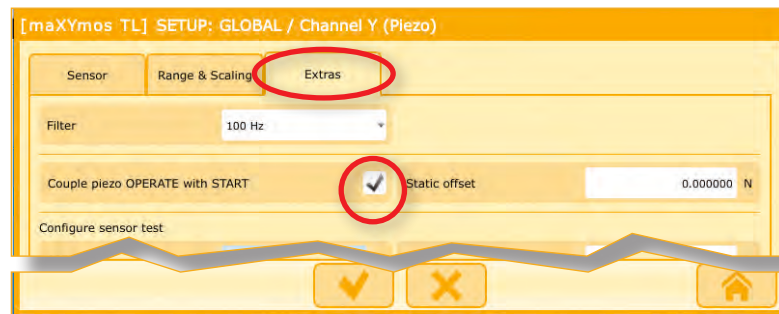 [maXYmos TL] SETUP: GLOBAL / Channel Y (Piezo)
Sensor Range & Scaling Extras
Filter 100 Hz
Couple piezo OPERATE with START Static offset 0.000000 N
Configure sensor test